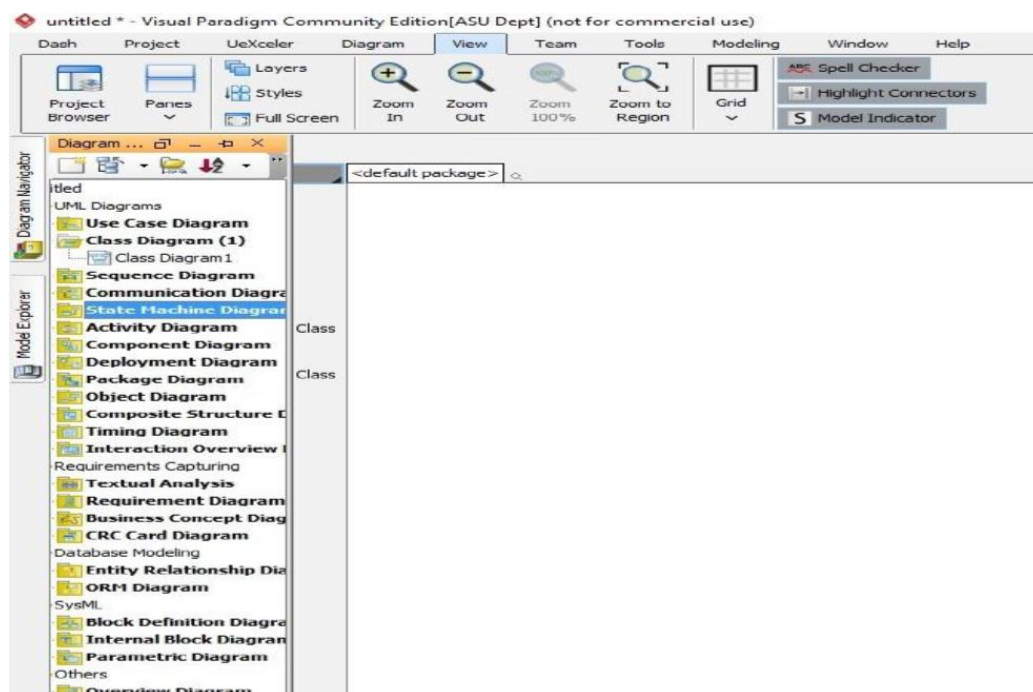 untitled * - Visual Paradigm Community Edition[ASU Dept] (not for commercial use)
Dash Project UeXceler Diagram View Team Tools Modeling Window Help
Project Browser
Panes
Layers
Styles
Full Screen
Zoom In
Zoom Out
100%
Zoom 100%
Zoom to Region
Grid
ABC Spell Checker
Highlight Connectors
S Model Indicator
Diagram Navigator
Model Explorer
Diagram ...
itled
UML Diagrams
Use Case Diagram
Class Diagram (1)
Class Diagram1
Sequence Diagram
Communication Diagra
State Machine Diagran
Activity Diagram
Component Diagram
Deployment Diagram
Package Diagram
Object Diagram
Composite Structure D
Timing Diagram
Interaction Overview
Requirements Capturing
Textual Analysis
Requirement Diagram
Business Concept Diag
CRC Card Diagram
Database Modeling
Entity Relationship Dia
ORM Diagram
SysML
Block Definition Diagra
Internal Block Diagran
Parametric Diagram
Others
Overview Diagram
<default package>
Class
Class